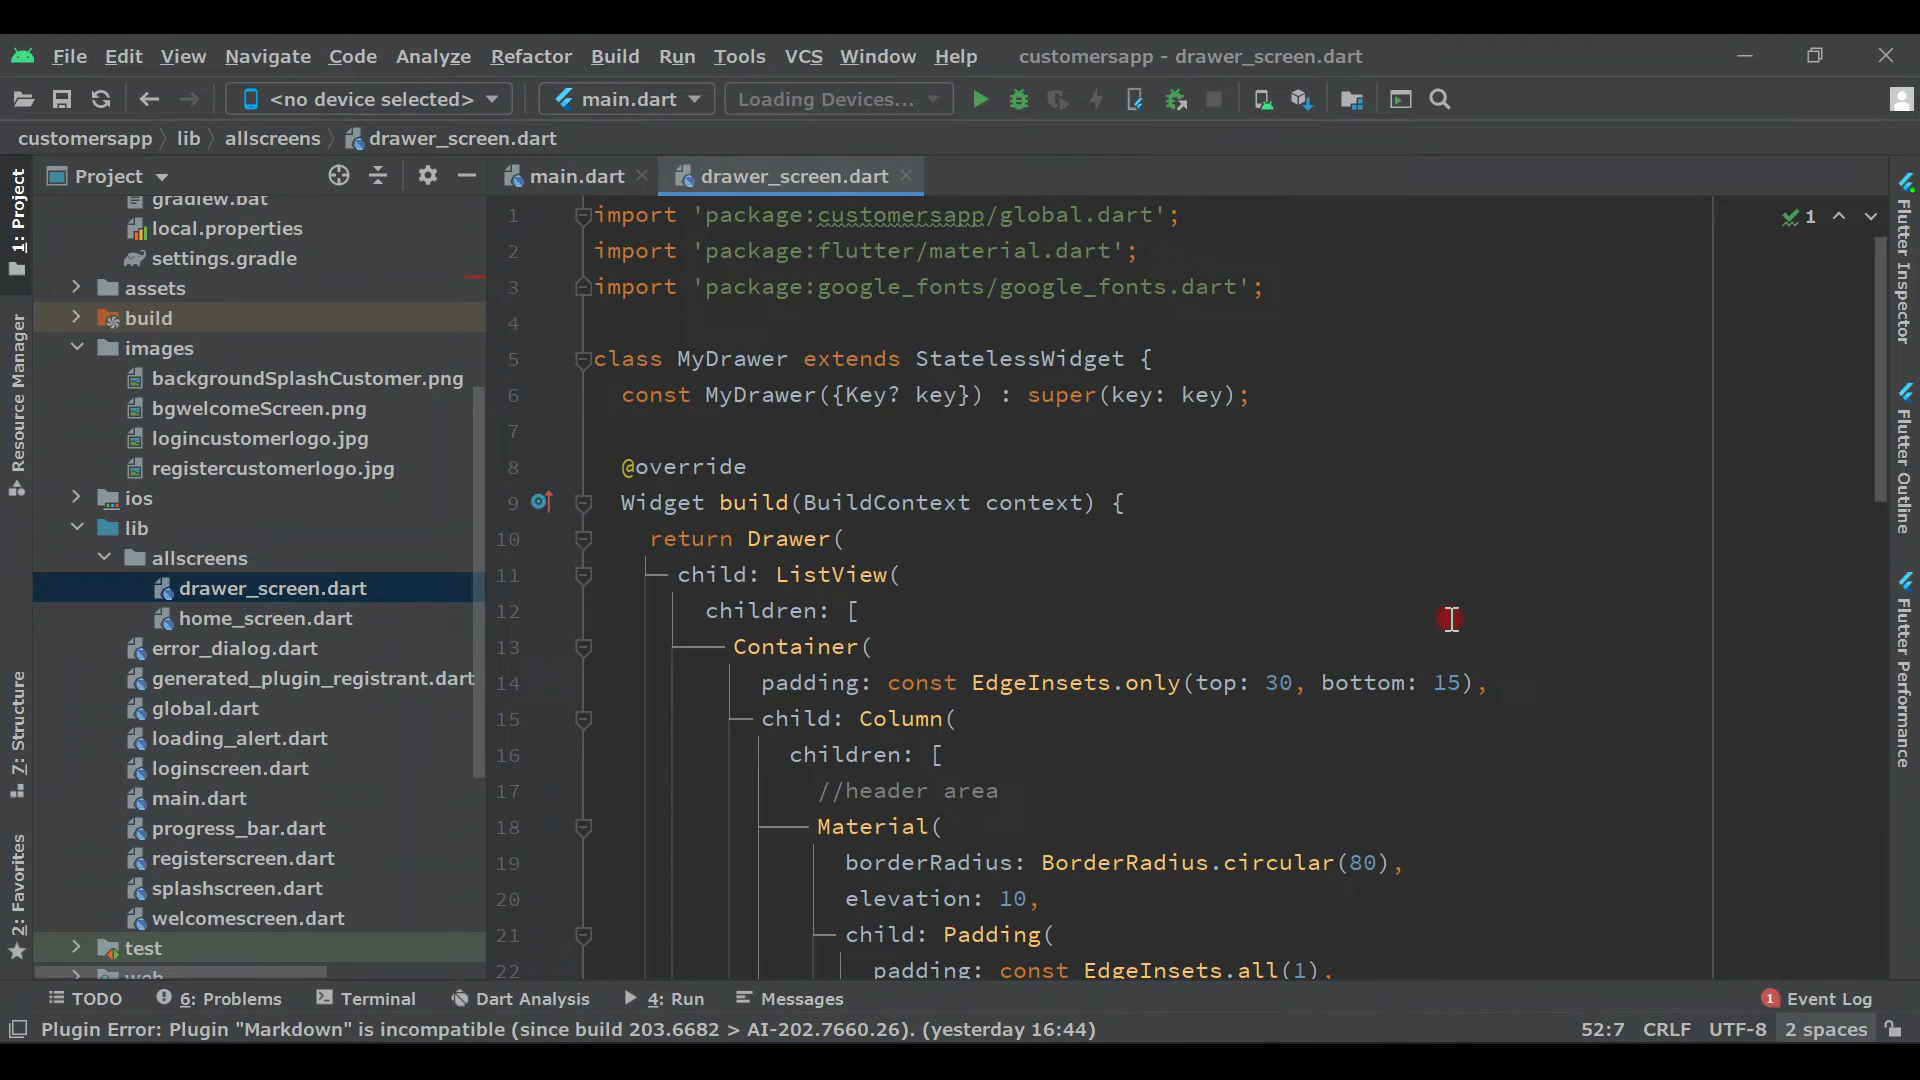 File Edit View Navigate Code Analyze Refactor Build Run Tools VCS Window Help customersapp - drawer_screen.dart
<no device selected> main.dart Loading Devices...
customersapp lib allscreens drawer_screen.dart
Project main.dart drawer_screen.dart
1: Project
Resource Manager
Z: Structure
2: Favorites
gradlew.bat
local.properties
settings.gradle
assets
build
images
backgroundSplashCustomer.png
bgwelcomeScreen.png
logincustomerlogo.jpg
registercustomerlogo.jpg
ios
lib
allscreens
drawer_screen.dart
home_screen.dart
error_dialog.dart
generated_plugin_registrant.dart
global.dart
loading_alert.dart
loginscreen.dart
main.dart
progress_bar.dart
registerscreen.dart
splashscreen.dart
welcomescreen.dart
test
web
1 import 'package:customersapp/global.dart';
2 import 'package:flutter/material.dart';
3 import 'package:google_fonts/google_fonts.dart';
4
5 class MyDrawer extends StatelessWidget {
6 const MyDrawer({Key? key}) : super(key: key);
7
8 @override
9 Widget build(BuildContext context) {
10 return Drawer(
11 child: ListView(
12 children: [
13 Container(
14 padding: const EdgeInsets.only(top: 30, bottom: 15),
15 child: Column(
16 children: [
17 //header area
18 Material(
19 borderRadius: BorderRadius.circular(80),
20 elevation: 10,
21 child: Padding(
22 padding: const EdgeInsets.all(1),
1
Flutter Inspector
Flutter Outline
Flutter Performance
TODO 6: Problems Terminal Dart Analysis 4: Run Messages 1 Event Log
Plugin Error: Plugin "Markdown" is incompatible (since build 203.6682 > AI-202.7660.26). (yesterday 16:44) 52:7 CRLF UTF-8 2 spaces